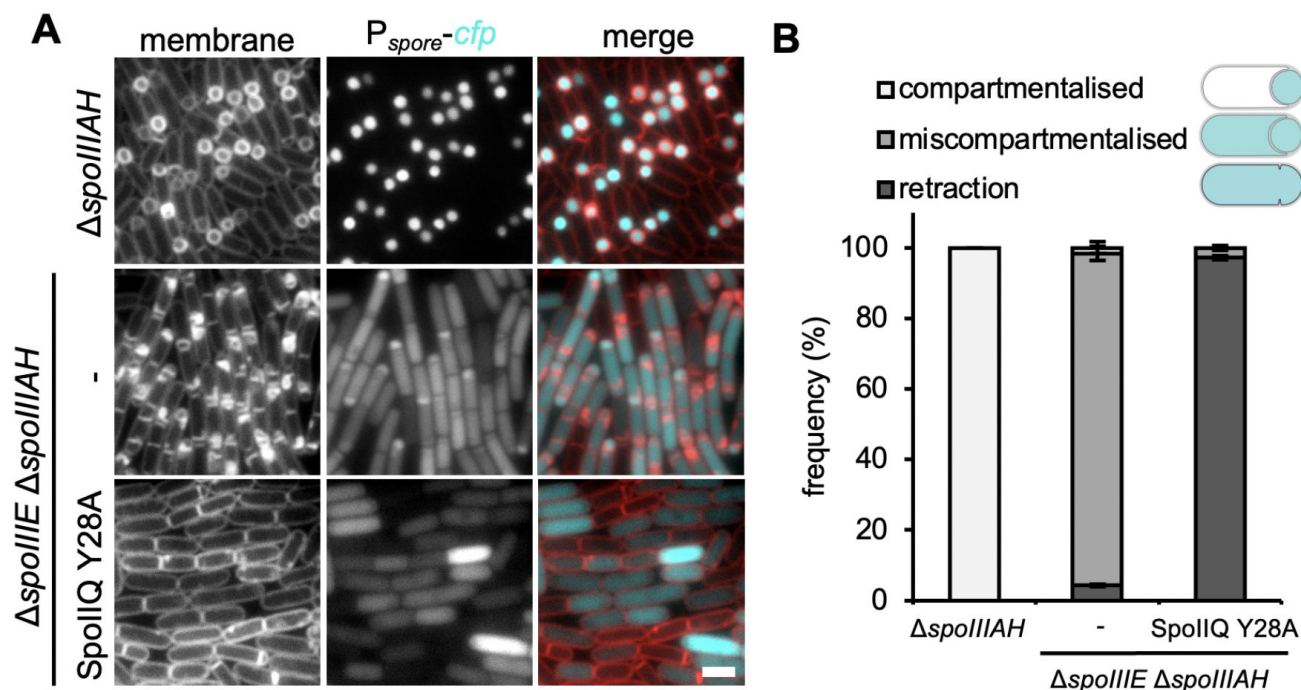 A
membrane
P spore-cfp
merge
ΔspoIIIAH
ΔspoIIIE ΔspoIIIAH
-
SpoIIQ Y28A
B
compartmentalised
miscompartmentalised
retraction
frequency (%)
100
80
60
40
20
0
ΔspoIIIAH
-
SpoIIQ Y28A
ΔspoIIIE ΔspoIIIAH